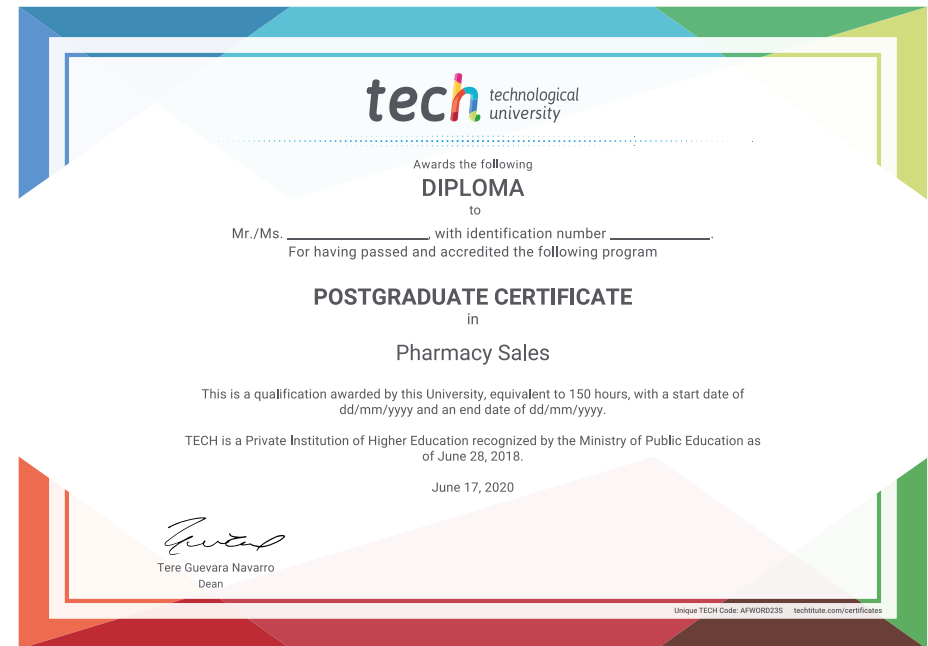 tech technological
university
Awards the following
DIPLOMA
to
Mr./Ms. ____________________, with identification number ______________.
For having passed and accredited the following program
POSTGRADUATE CERTIFICATE
in
Pharmacy Sales
This is a qualification awarded by this University, equivalent to 150 hours, with a start date of
dd/mm/yyyy and an end date of dd/mm/yyyy.
TECH is a Private Institution of Higher Education recognized by the Ministry of Public Education as
of June 28, 2018.
June 17, 2020
Tere Guevara Navarro
Dean
Unique TECH Code: AFWORD23S techtitute.com/certificates